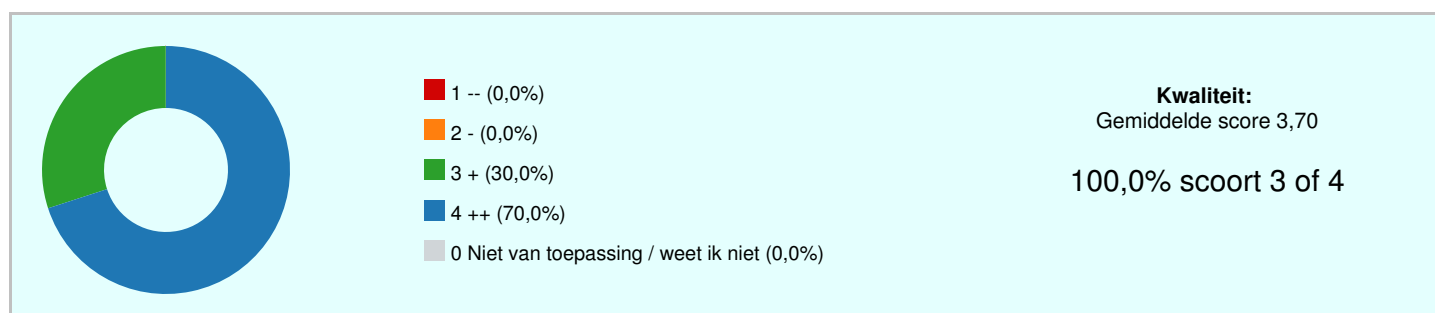 1 -- (0,0%)
2 - (0,0%)
3 + (30,0%)
4 ++ (70,0%)
0 Niet van toepassing / weet ik niet (0,0%)
Kwaliteit:
Gemiddelde score 3,70
100,0% scoort 3 of 4